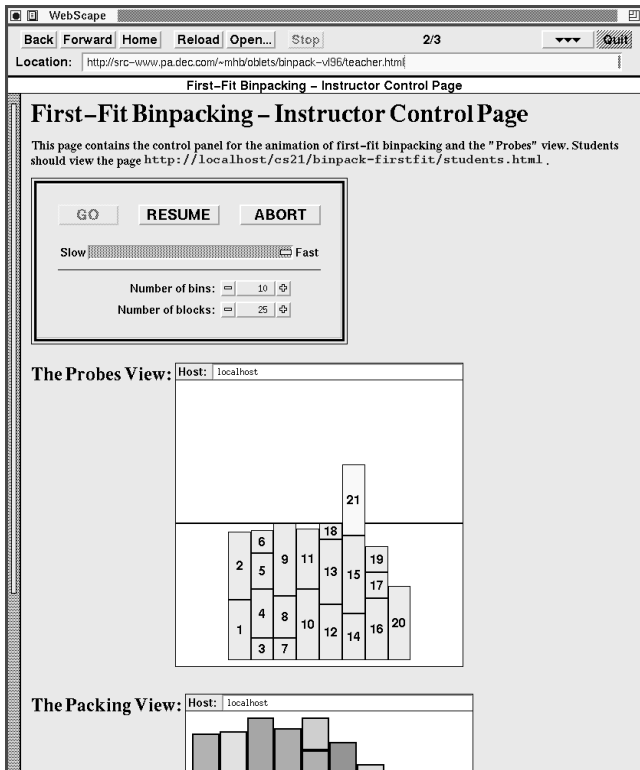 WebScape
Back Forward Home Reload Open... Stop 2/3 Quit
Location: http://src-www.pa.dec.com/~mhb/oblets/binpack-vl96/teacher.html
First-Fit Binpacking - Instructor Control Page
First-Fit Binpacking - Instructor Control Page
This page contains the control panel for the animation of first-fit binpacking and the "Probes" view. Students
should view the page http://localhost/cs21/binpack-firstfit/students.html .
GO RESUME ABORT
Slow Fast
Number of bins: 10
Number of blocks: 25
The Probes View: Host: localhost
21
18
6
2 9 11 19
5 13 15
17
4 8
1 10 12 14 16 20
3 7
The Packing View: Host: localhost